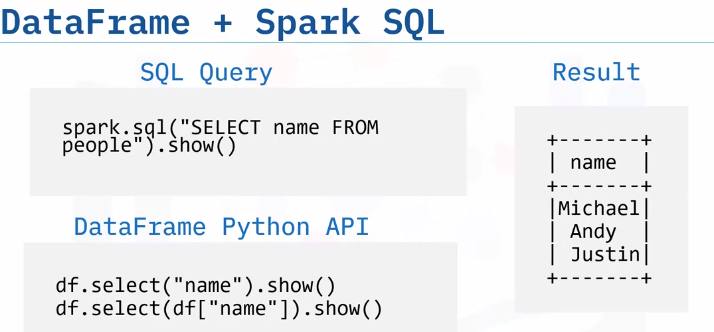 DataFrame + Spark SQL
SQL Query
spark.sql("SELECT name FROM
people").show()
DataFrame Python API
df.select("name").show()
df.select(df["name"]).show()
Result
+-------+
| name  |
+-------+
|Michael|
| Andy  |
| Justin|
+-------+